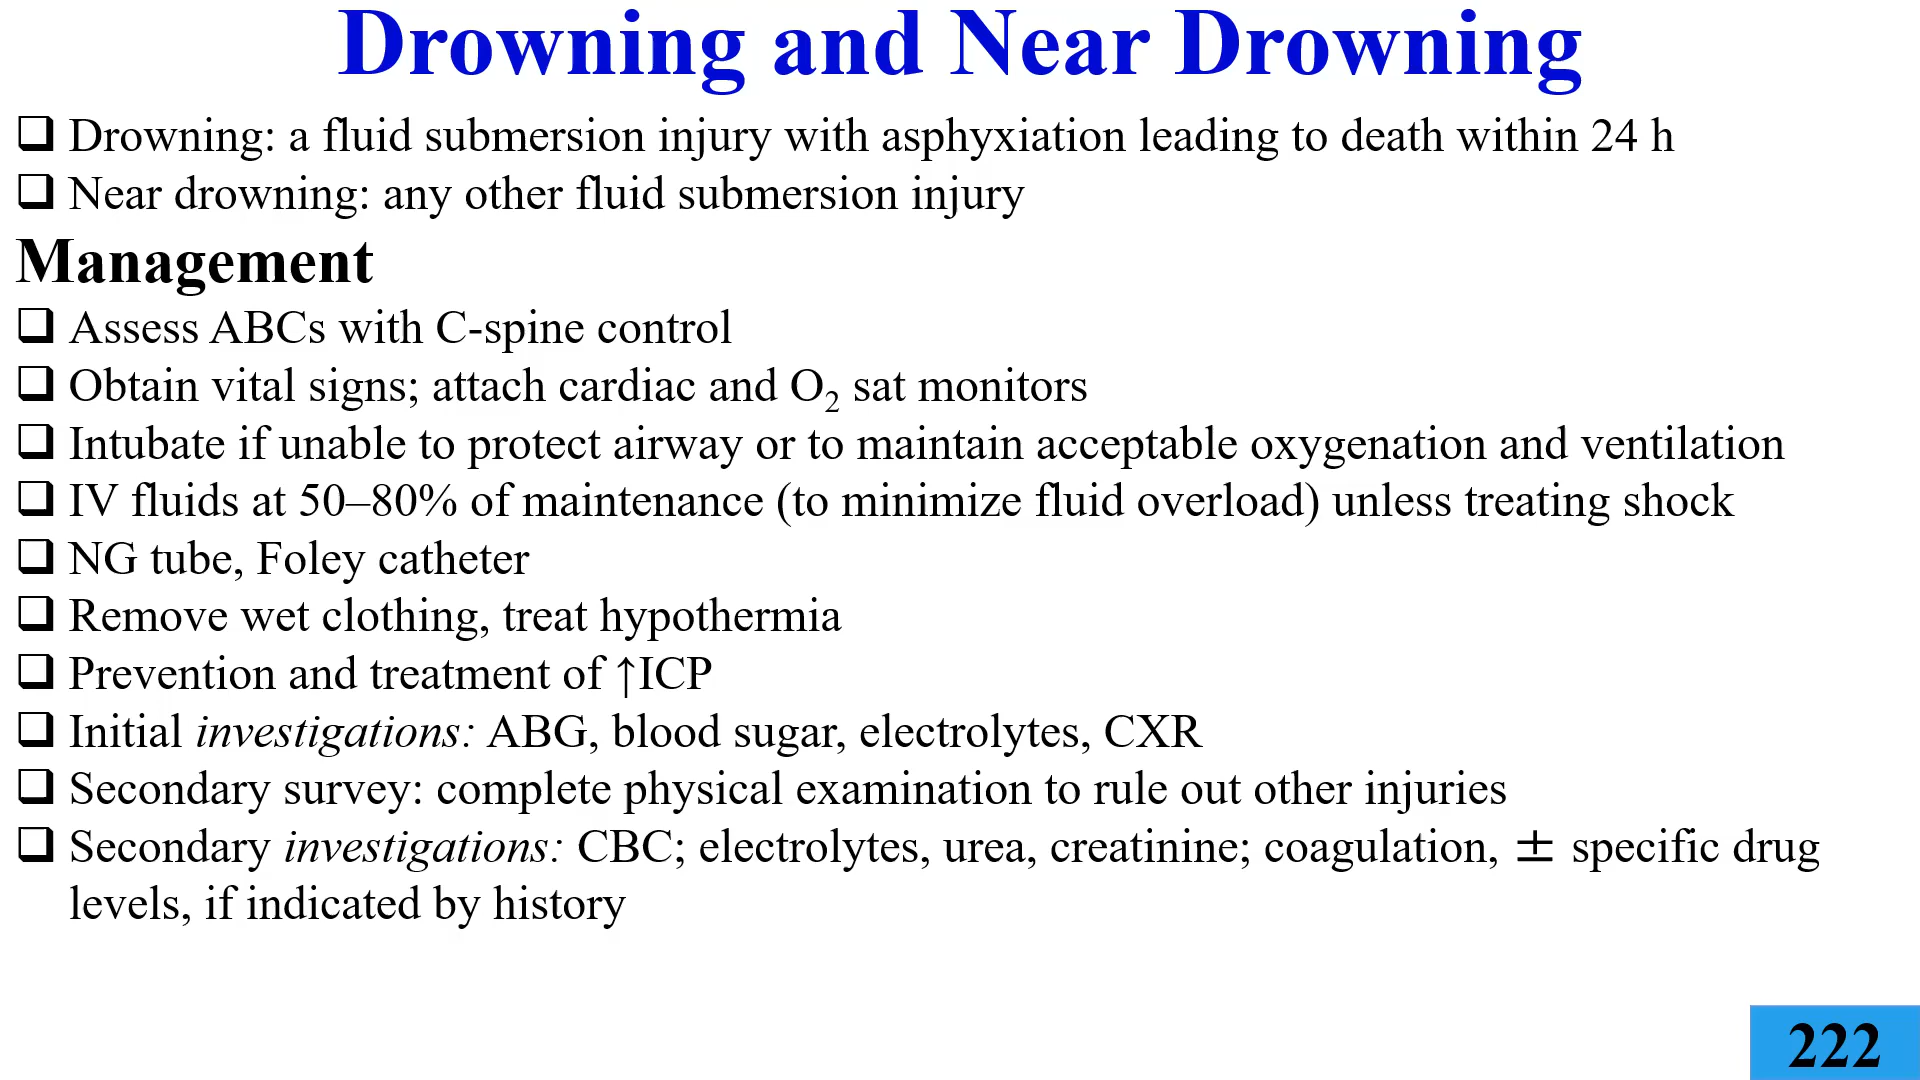 Drowning and Near Drowning
❑ Drowning: a fluid submersion injury with asphyxiation leading to death within 24 h
❑ Near drowning: any other fluid submersion injury
Management
❑ Assess ABCs with C-spine control
❑ Obtain vital signs; attach cardiac and O₂ sat monitors
❑ Intubate if unable to protect airway or to maintain acceptable oxygenation and ventilation
❑ IV fluids at 50–80% of maintenance (to minimize fluid overload) unless treating shock
❑ NG tube, Foley catheter
❑ Remove wet clothing, treat hypothermia
❑ Prevention and treatment of ↑ICP
❑ Initial investigations: ABG, blood sugar, electrolytes, CXR
❑ Secondary survey: complete physical examination to rule out other injuries
❑ Secondary investigations: CBC; electrolytes, urea, creatinine; coagulation, ± specific drug
levels, if indicated by history
222